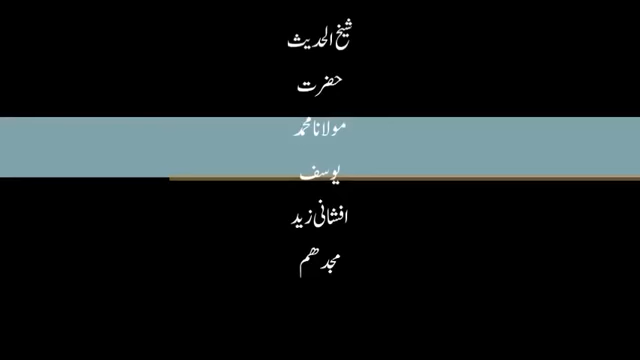 شیخ الحدیث
حضرت
مولانا محمد
یوسف
افشانی زید
مجدھم